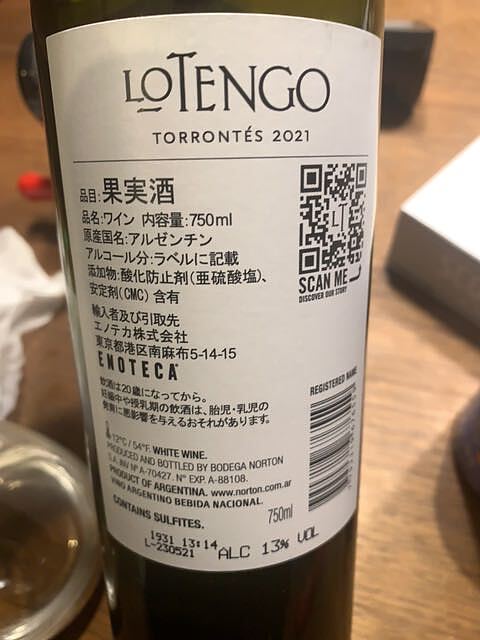 LOTENGO
TORRONTÉS 2021
品目:果実酒
品名:ワイン 内容量:750ml
原産国名:アルゼンチン
アルコール分:ラベルに記載
添加物:酸化防止剤(亜硫酸塩)、
安定剤(CMC) 含有
輸入者及び引取先
エノテカ株式会社
東京都港区南麻布5-14-15
ENOTECA
飲酒は20歳になってから。
妊娠中や授乳期の飲酒は、胎児・乳児の
発育に悪影響を与えるおそれがあります。
LT
SCAN ME
DISCOVER OUR STORY
REGISTERED NAME
12°C / 54°F. WHITE WINE.
PRODUCED AND BOTTLED BY BODEGA NORTON
S.A. INV Nº A-70427. Nº EXP. A-88108.
PRODUCT OF ARGENTINA. www.norton.com.ar
VINO ARGENTINO BEBIDA NACIONAL.
CONTAINS SULFITES.
750ml
1931 13:14
L-230521
ALC 13% VOL